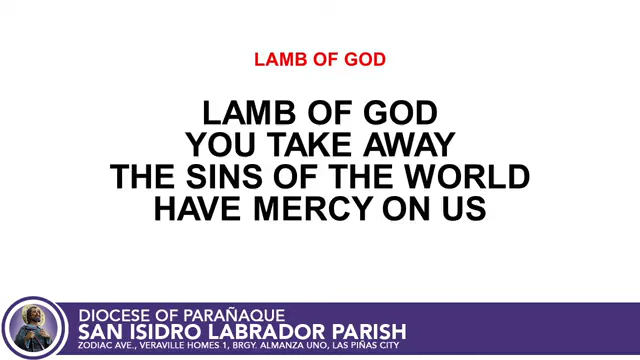 LAMB OF GOD
LAMB OF GOD
YOU TAKE AWAY
THE SINS OF THE WORLD
HAVE MERCY ON US
DIOCESE OF PARAÑAQUE
SAN ISIDRO LABRADOR PARISH
ZODIAC AVE., VERAVILLE HOMES 1, BRGY. ALMANZA UNO, LAS PIÑAS CITY